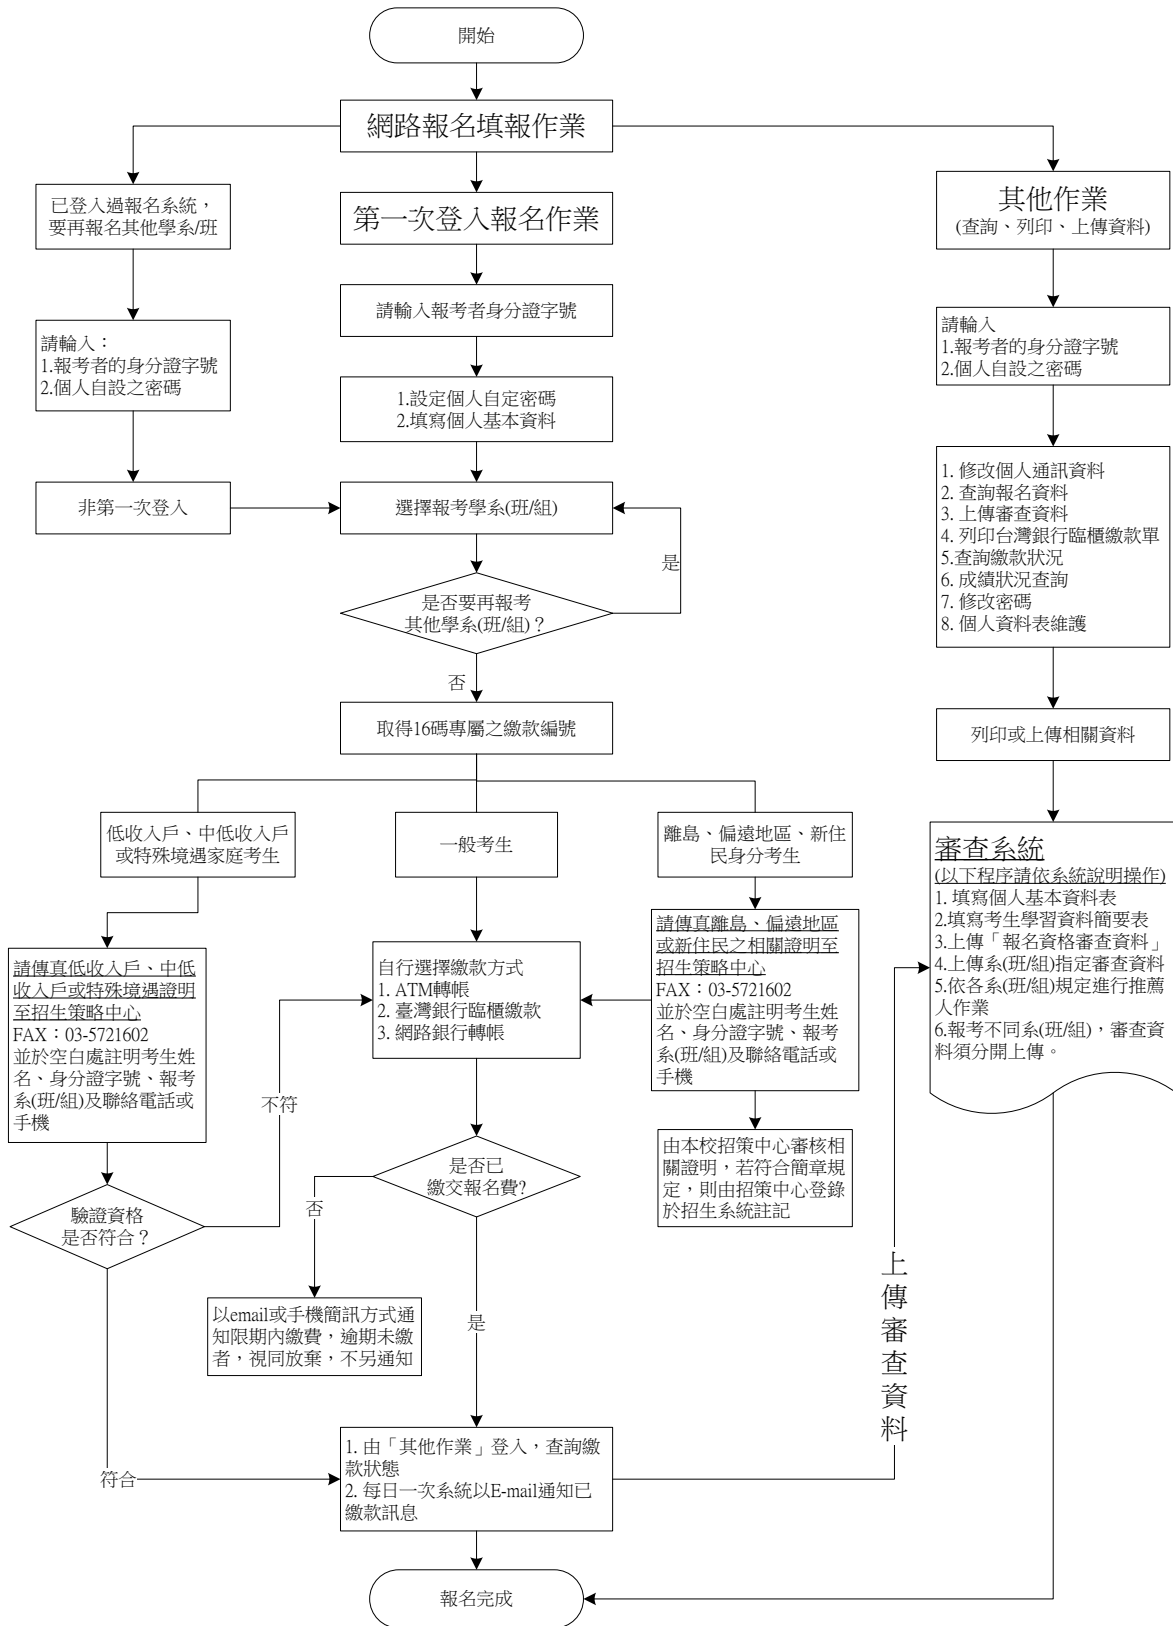 開始
網路報名填報作業
已登入過報名系統，
要再報名其他學系/班
第一次登入報名作業
其他作業
(查詢、列印、上傳資料)
請輸入報考者身分證字號
請輸入：
1.報考者的身分證字號
2.個人自設之密碼
請輸入
1.報考者的身分證字號
2.個人自設之密碼
1.設定個人自定密碼
2.填寫個人基本資料
非第一次登入
選擇報考學系(班/組)
1. 修改個人通訊資料
2. 查詢報名資料
3. 上傳審查資料
4. 列印台灣銀行臨櫃繳款單
5.查詢繳款狀況
6. 成績狀況查詢
7. 修改密碼
8. 個人資料表維護
是
是否要再報考
其他學系(班/組)？
否
取得16碼專屬之繳款編號
列印或上傳相關資料
低收入戶、中低收入戶
或特殊境遇家庭考生
一般考生
離島、偏遠地區、新住
民身分考生
審查系統
(以下程序請依系統說明操作)
1. 填寫個人基本資料表
2.填寫考生學習資料簡要表
3.上傳「報名資格審查資料」
4.上傳系(班/組)指定審查資料
5.依各系(班/組)規定進行推薦
人作業
6.報考不同系(班/組)，審查資
料須分開上傳。
請傳真低收入戶、中低
收入戶或特殊境遇證明
至招生策略中心
FAX：03-5721602
並於空白處註明考生姓
名、身分證字號、報考
系(班/組)及聯絡電話或
手機
自行選擇繳款方式
1. ATM轉帳
2. 臺灣銀行臨櫃繳款
3. 網路銀行轉帳
請傳真離島、偏遠地區
或新住民之相關證明至
招生策略中心
FAX：03-5721602
並於空白處註明考生姓
名、身分證字號、報考
系(班/組)及聯絡電話或
手機
不符
是否已
繳交報名費?
由本校招策中心審核相
關證明，若符合簡章規
定，則由招策中心登錄
於招生系統註記
驗證資格
是否符合？
否
以email或手機簡訊方式通
知限期內繳費，逾期未繳
者，視同放棄，不另通知
是
上傳審查資料
符合
1. 由「其他作業」登入，查詢繳
款狀態
2. 每日一次系統以E-mail通知已
繳款訊息
報名完成